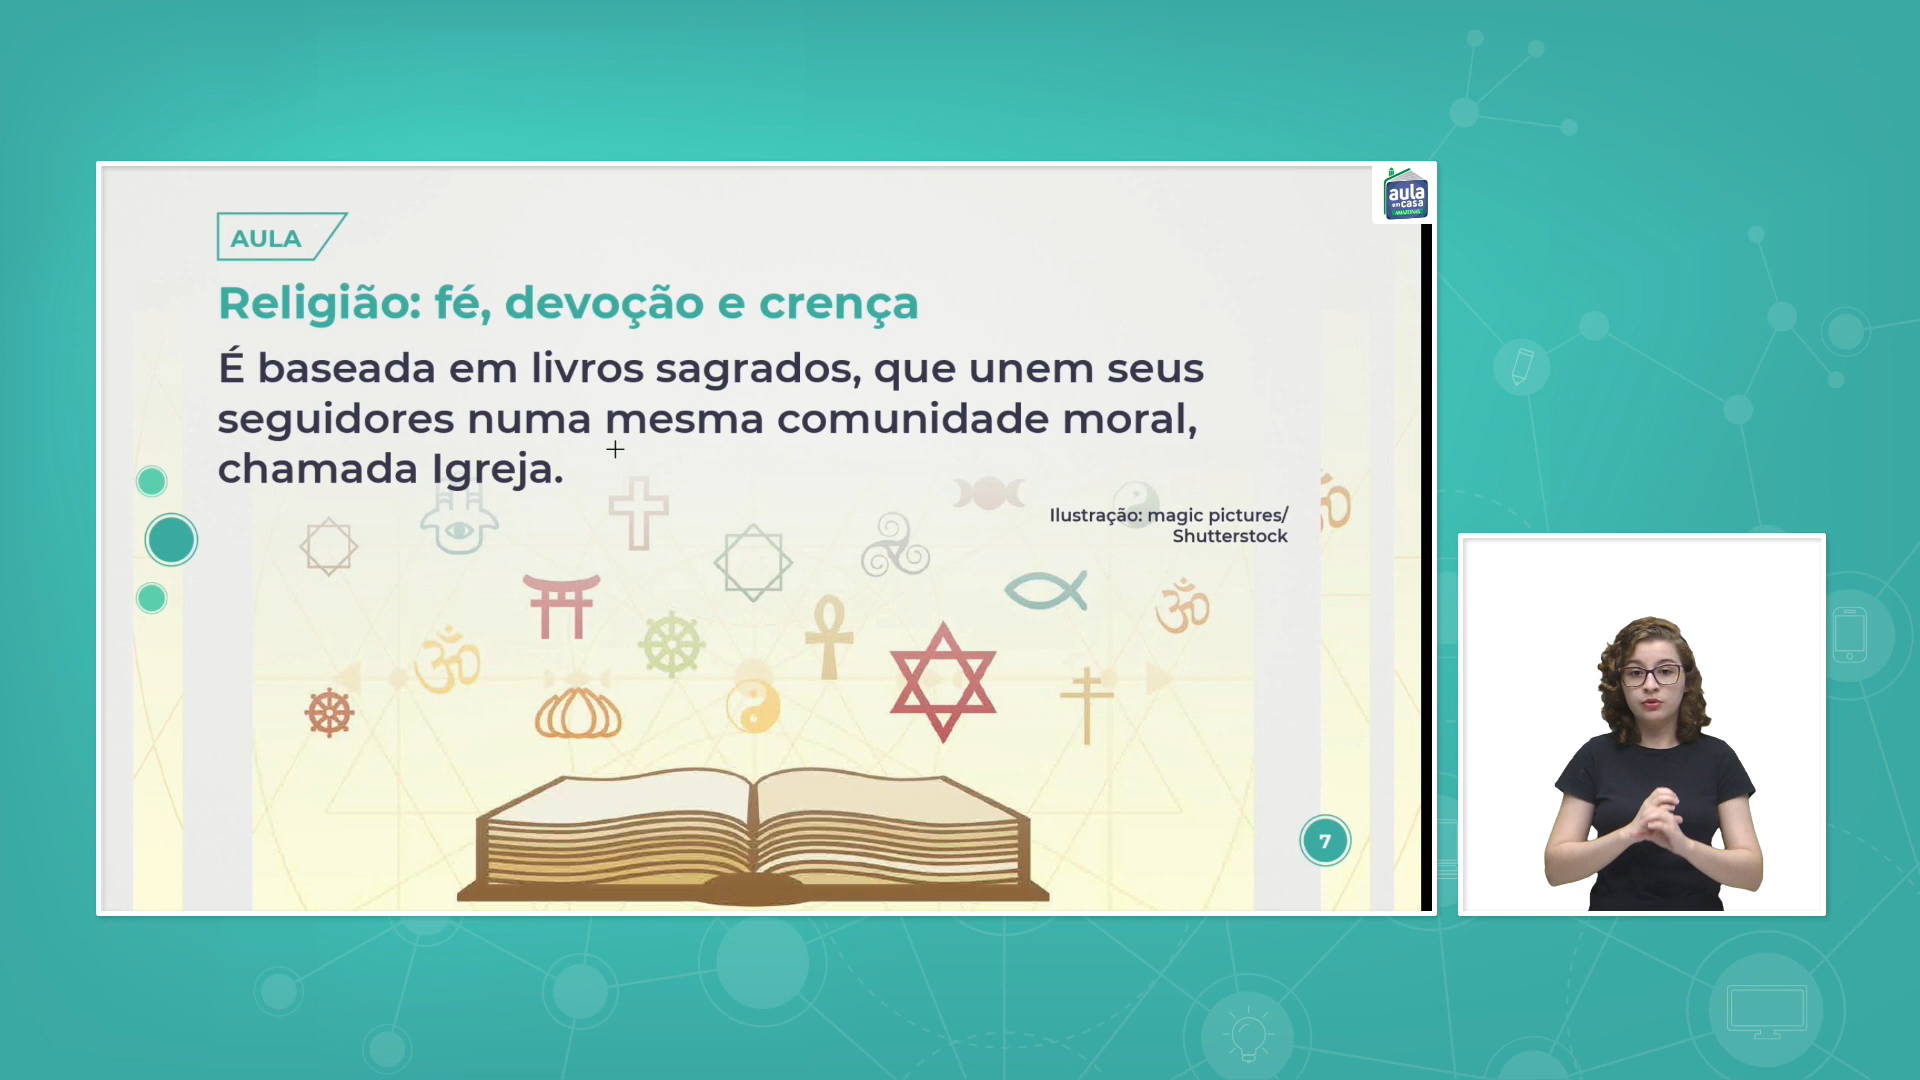 aula
em casa
AMAZONAS
AULA
Religião: fé, devoção e crença
É baseada em livros sagrados, que unem seus
seguidores numa mesma comunidade moral,
chamada Igreja.
Ilustração: magic pictures/
Shutterstock
7